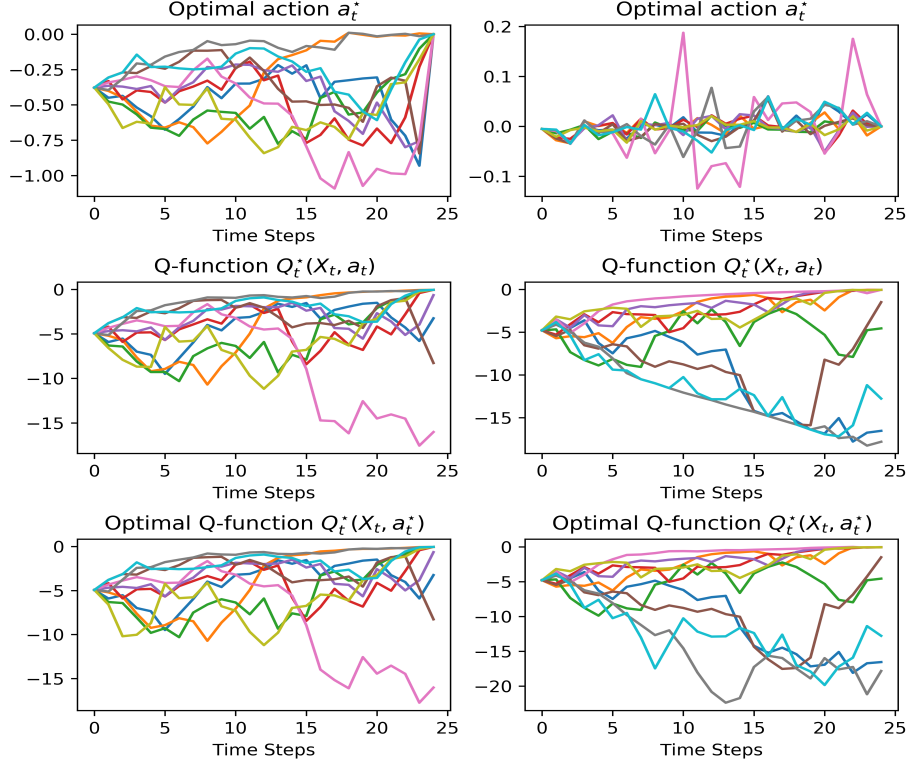 Optimal action $a_t^\star$
0.00
−0.25
−0.50
−0.75
−1.00
0 5 10 15 20 25
Time Steps
Optimal action $a_t^\star$
0.2
0.1
0.0
−0.1
0 5 10 15 20 25
Time Steps
Q-function $Q_t^\star(X_t, a_t)$
0
−5
−10
−15
0 5 10 15 20 25
Time Steps
Q-function $Q_t^\star(X_t, a_t)$
0
−5
−10
−15
0 5 10 15 20 25
Time Steps
Optimal Q-function $Q_t^\star(X_t, a_t^\star)$
0
−5
−10
−15
0 5 10 15 20 25
Time Steps
Optimal Q-function $Q_t^\star(X_t, a_t^\star)$
0
−5
−10
−15
−20
0 5 10 15 20 25
Time Steps